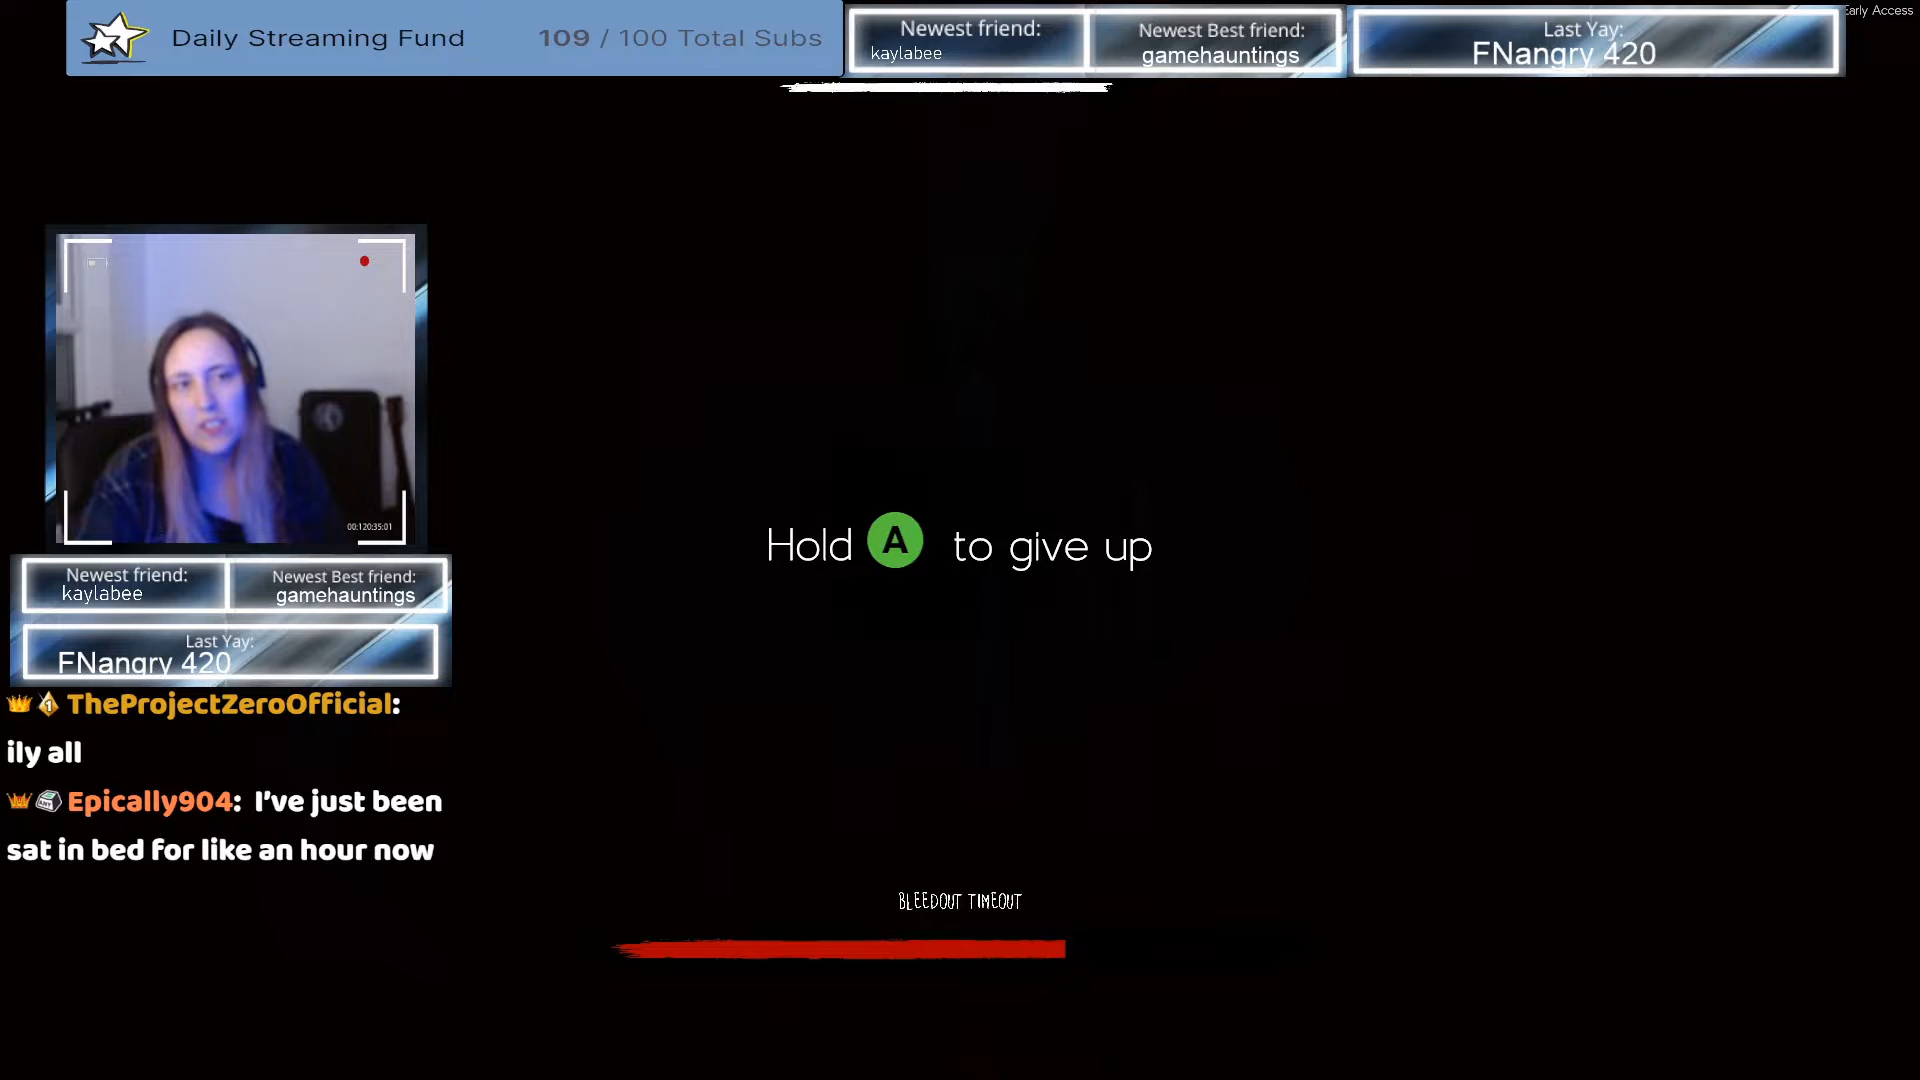 Daily Streaming Fund 109 / 100 Total Subs
Newest friend:
kaylabee
Newest Best friend:
gamehauntings
Last Yay:
FNangry 420
Early Access
00:120:35:01
Newest friend:
kaylabee
Newest Best friend:
gamehauntings
Last Yay:
FNangry 420
Hold A to give up
TheProjectZeroOfficial:
ily all
Epically904: I've just been
sat in bed for like an hour now
BLEEDOUT TIMEOUT